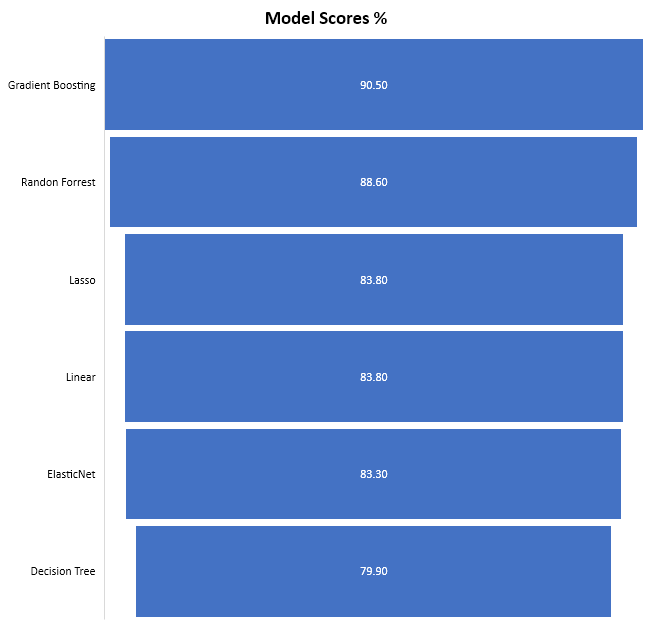 Model Scores %
Gradient Boosting 90.50
Randon Forrest 88.60
Lasso 83.80
Linear 83.80
ElasticNet 83.30
Decision Tree 79.90